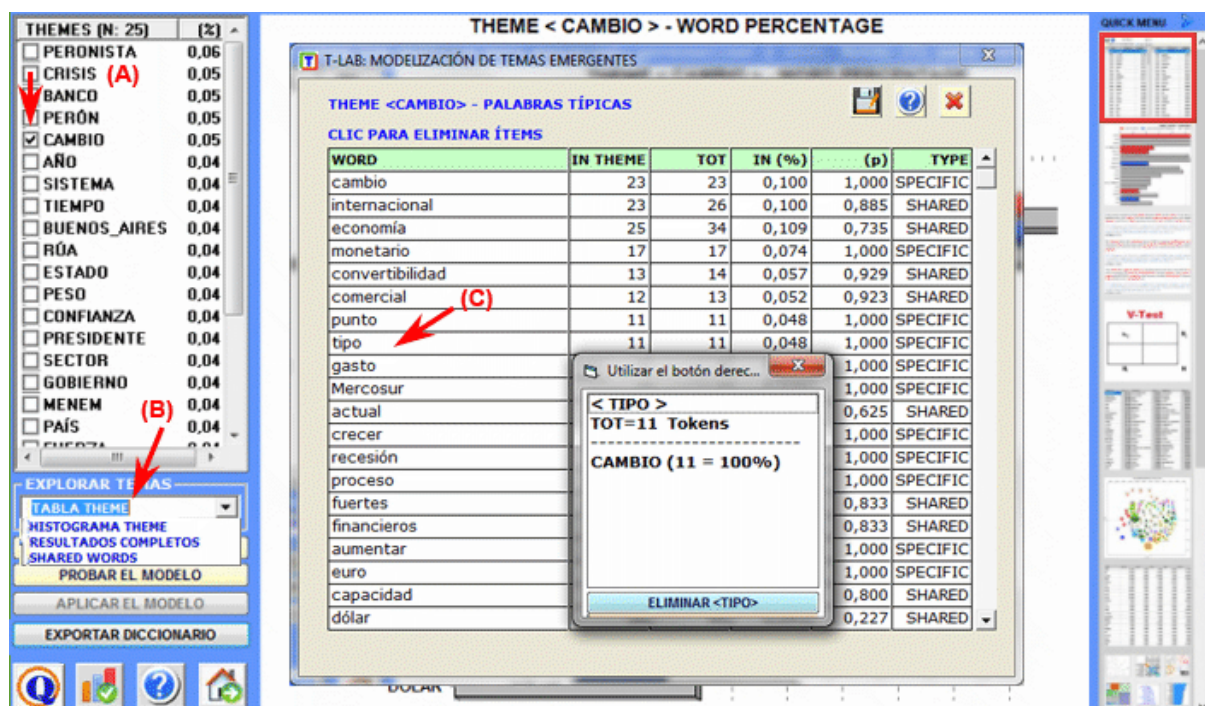 THEMES (N: 25) (%)
PERONISTA 0,06
CRISIS (A) 0,05
BANCO 0,05
PERÓN 0,05
CAMBIO 0,05
AÑO 0,04
SISTEMA 0,04
TIEMPO 0,04
BUENOS_AIRES 0,04
RÚA 0,04
ESTADO 0,04
PESO 0,04
CONFIANZA 0,04
PRESIDENTE 0,04
SECTOR 0,04
GOBIERNO 0,04
MENEM 0,04
(B)
PAÍS 0,04
EXPLORAR TEMAS
TABLA THEME
HISTOGRAMA THEME
RESULTADOS COMPLETOS
SHARED WORDS
PROBAR EL MODELO
APLICAR EL MODELO
EXPORTAR DICCIONARIO
THEME < CAMBIO > - WORD PERCENTAGE
T-LAB: MODELIZACIÓN DE TEMAS EMERGENTES
THEME <CAMBIO> - PALABRAS TÍPICAS
CLIC PARA ELIMINAR ÍTEMS
WORD IN THEME TOT IN (%) (p) TYPE
cambio 23 23 0,100 1,000 SPECIFIC
internacional 23 26 0,100 0,885 SHARED
economía 25 34 0,109 0,735 SHARED
monetario 17 17 0,074 1,000 SPECIFIC
convertibilidad 13 14 0,057 0,929 SHARED
comercial 12 13 0,052 0,923 SHARED
(C)
punto 11 11 0,048 1,000 SPECIFIC
tipo 11 11 0,048 1,000 SPECIFIC
gasto 1,000 SPECIFIC
Mercosur 1,000 SPECIFIC
actual 0,625 SHARED
crecer 1,000 SPECIFIC
recesión 1,000 SPECIFIC
proceso 1,000 SPECIFIC
fuertes 0,833 SHARED
financieros 0,833 SHARED
aumentar 1,000 SPECIFIC
euro 1,000 SPECIFIC
capacidad 0,800 SHARED
dólar 0,227 SHARED
Utilizar el botón derec...
< TIPO >
TOT=11 Tokens
---------------------------
CAMBIO (11 = 100%)
ELIMINAR <TIPO>
DOLAR
QUICK MENU
V-Test